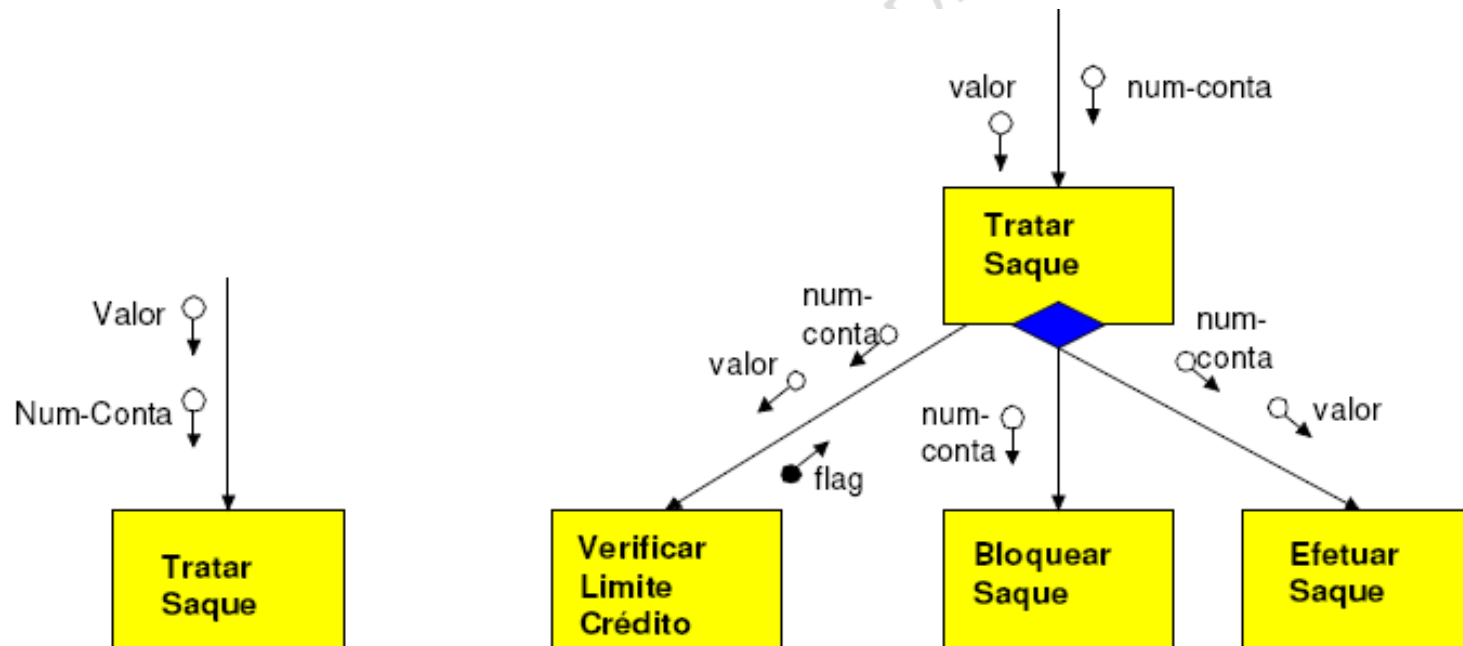 valor
num-conta
Tratar
Saque
Valor
Num-Conta
Tratar
Saque
num-
conta
valor
flag
num-
conta
num-
conta
valor
Verificar
Limite
Crédito
Bloquear
Saque
Efetuar
Saque